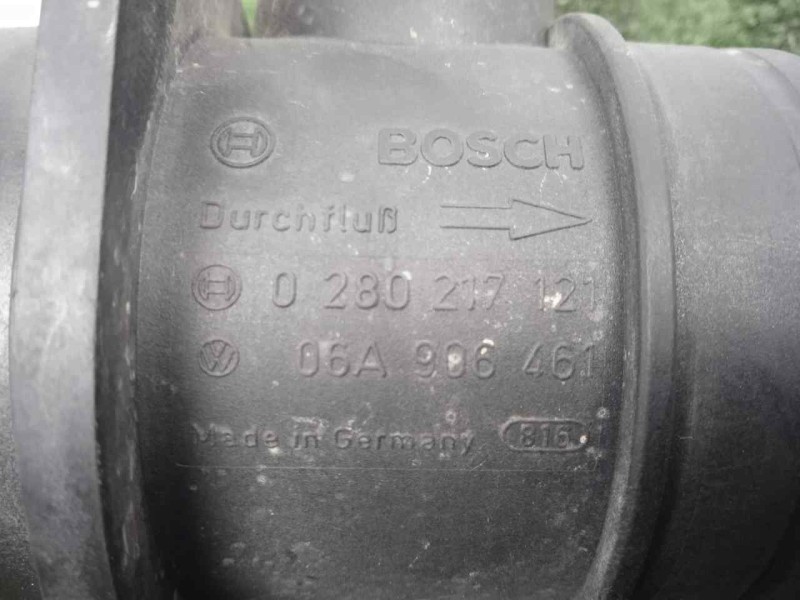 BOSCH
Durchfluß
0 280 217 121
06A 906 461
Made in Germany 816